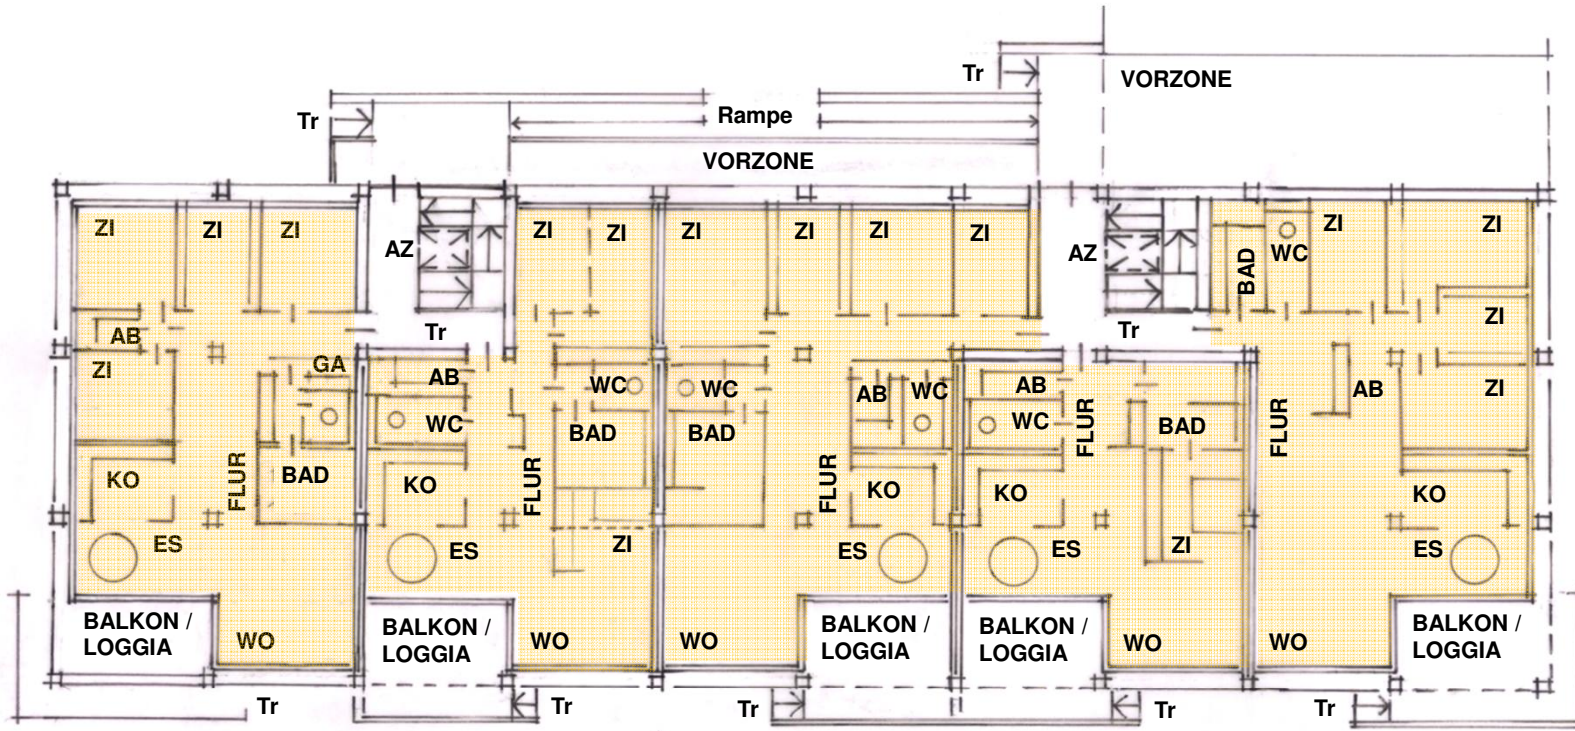 Tr
VORZONE
Tr
Rampe
VORZONE
ZI
ZI
ZI
AZ
ZI
ZI
ZI
ZI
ZI
ZI
AZ
BAD
WC
ZI
ZI
AB
Tr
Tr
ZI
ZI
GA
AB
WC
WC
AB
WC
AB
AB
ZI
WC
BAD
BAD
WC
FLUR
BAD
FLUR
KO
FLUR
BAD
KO
FLUR
FLUR
KO
KO
KO
ES
ES
ZI
ES
ES
ZI
ES
BALKON /
LOGGIA
WO
BALKON /
LOGGIA
WO
WO
BALKON /
LOGGIA
BALKON /
LOGGIA
WO
WO
BALKON /
LOGGIA
Tr
Tr
Tr
Tr
Tr